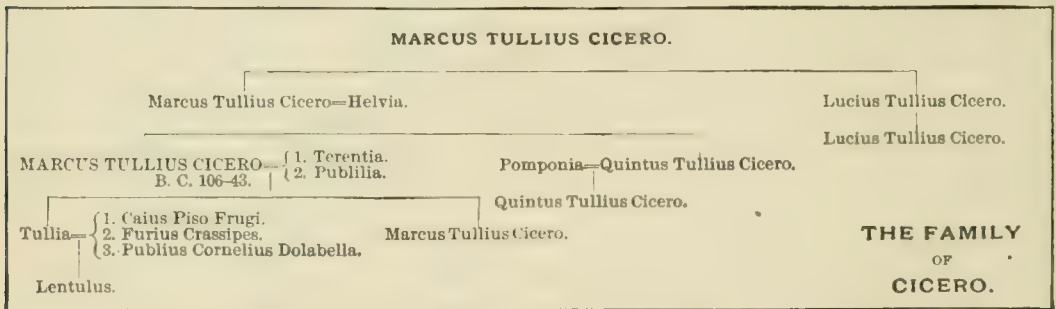 MARCUS TULLIUS CICERO.
Marcus Tullius Cicero=Helvia. Lucius Tullius Cicero.
Lucius Tullius Cicero.
MARCUS TULLIUS CICERO= { 1. Terentia. Pomponia=Quintus Tullius Cicero.
B. C. 106-43. { 2. Publilia.
Quintus Tullius Cicero.
{ 1. Caius Piso Frugi.
Tullia= { 2. Furius Crassipes. Marcus Tullius Cicero. THE FAMILY
{ 3. Publius Cornelius Dolabella. OF
Lentulus. CICERO.